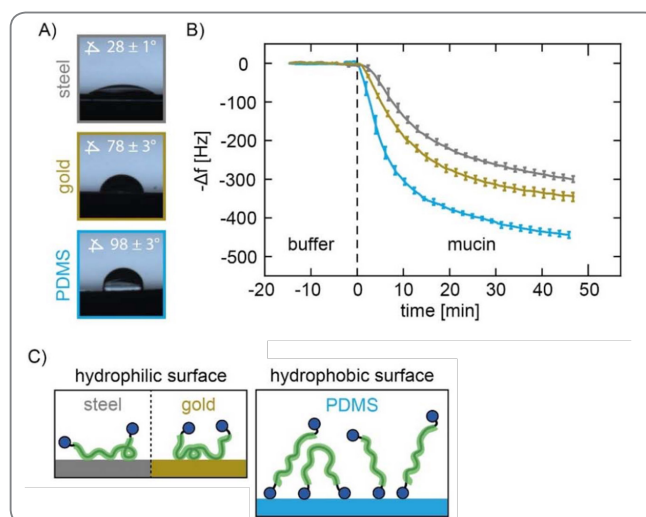 A)
steel
∡ 28 ± 1°
gold
∡ 78 ± 3°
PDMS
∡ 98 ± 3°
B)
-Δf [Hz]
0
-100
-200
-300
-400
-500
buffer
mucin
-20 -10 0 10 20 30 40 50
time [min]
C)
hydrophilic surface
steel
gold
hydrophobic surface
PDMS